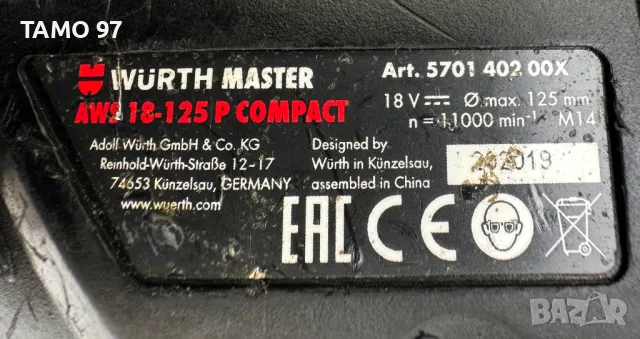 TAMO 97
WÜRTH MASTER
AWS 18-125 P COMPACT
Art. 5701 402 00X
18 V Ø max. 125 mm
n = 11000 min⁻¹ M14
Adolf Würth GmbH & Co. KG
Reinhold-Würth-Straße 12–17
74653 Künzelsau, GERMANY
www.wuerth.com
Designed by
Würth in Künzelsau,
assembled in China
EAC CE
BAZAR